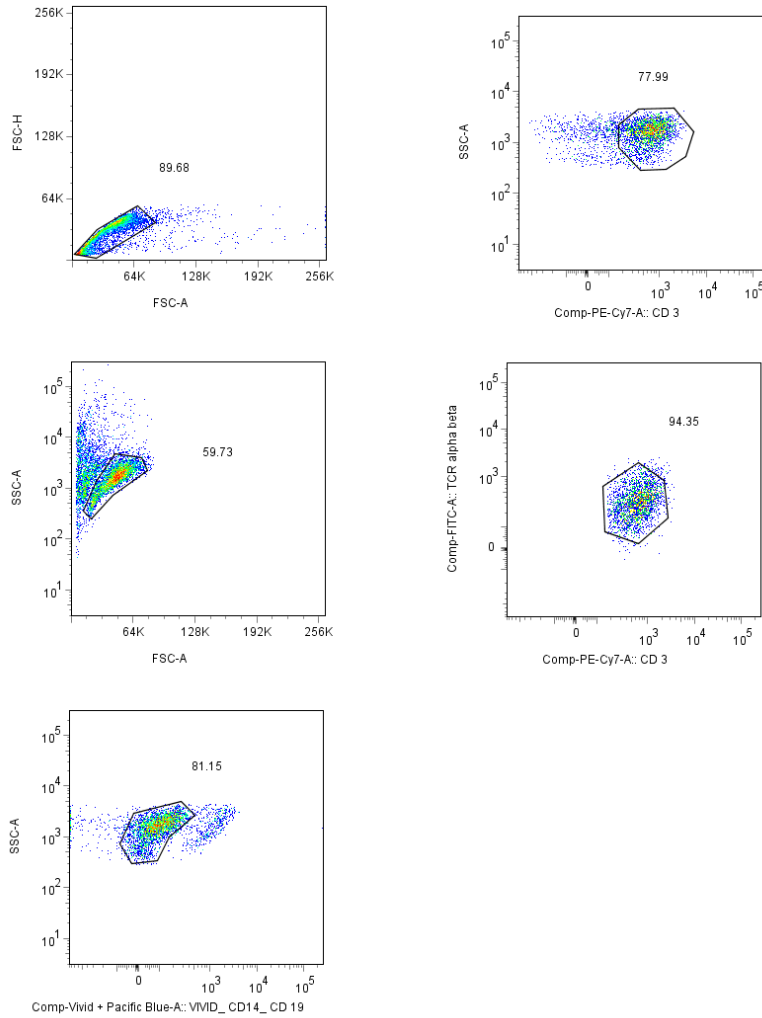 256K
192K
FSC-H
128K
89.68
64K
64K 128K 192K 256K
FSC-A
10^5
77.99
10^4
SSC-A
10^3
10^2
10^1
0 10^3 10^4 10^5
Comp-PE-Cy7-A:: CD 3
10^5
10^4
59.73
SSC-A
10^3
10^2
10^1
64K 128K 192K 256K
FSC-A
10^5
94.35
10^4
Comp-FITC-A:: TCR alpha beta
10^3
0
0 10^3 10^4 10^5
Comp-PE-Cy7-A:: CD 3
10^5
81.15
10^4
SSC-A
10^3
10^2
10^1
0 10^3 10^4 10^5
Comp-Vivid + Pacific Blue-A:: VIVID_ CD14_ CD 19